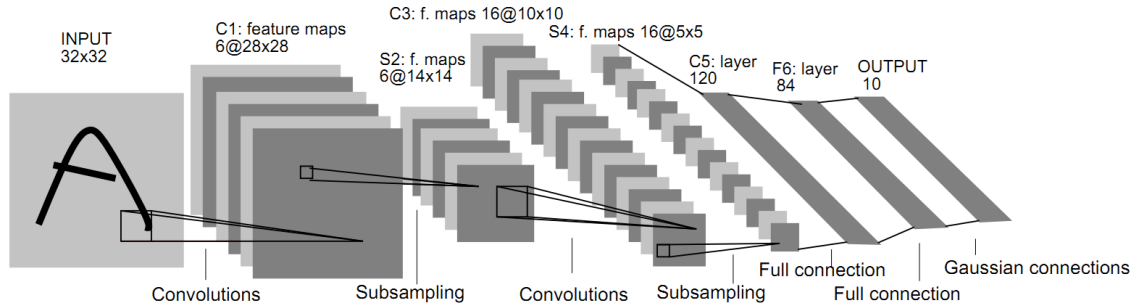 INPUT
32x32
C1: feature maps
6@28x28
S2: f. maps
6@14x14
C3: f. maps 16@10x10
S4: f. maps 16@5x5
C5: layer
120
F6: layer
84
OUTPUT
10
Convolutions
Subsampling
Convolutions
Subsampling
Full connection
Full connection
Gaussian connections